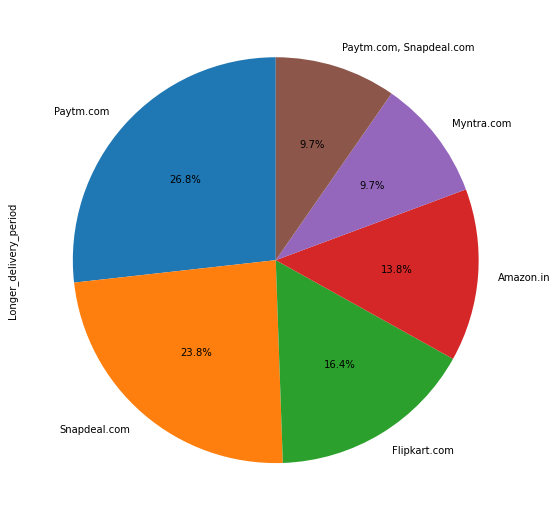 Paytm.com, Snapdeal.com
Paytm.com
Myntra.com
9.7%
26.8%
9.7%
Longer_delivery_period
13.8%
Amazon.in
23.8%
16.4%
Snapdeal.com
Flipkart.com